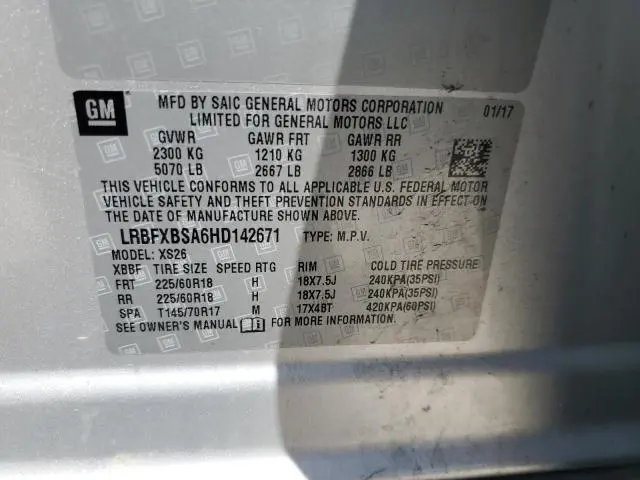 GM
MFD BY SAIC GENERAL MOTORS CORPORATION 01/17
LIMITED FOR GENERAL MOTORS LLC
GVWR GAWR FRT GAWR RR
2300 KG 1210 KG 1300 KG
5070 LB 2667 LB 2866 LB
THIS VEHICLE CONFORMS TO ALL APPLICABLE U.S. FEDERAL MOTOR
VEHICLE SAFETY AND THEFT PREVENTION STANDARDS IN EFFECT ON
THE DATE OF MANUFACTURE SHOWN ABOVE.
LRBFXBSA6HD142671 TYPE: M.P.V.
MODEL: XS26
XBBF TIRE SIZE SPEED RTG RIM COLD TIRE PRESSURE
FRT 225/60R18 H 18X7.5J 240KPA(35PSI)
RR 225/60R18 H 18X7.5J 240KPA(35PSI)
SPA T145/70R17 M 17X4BT 420KPA(60PSI)
SEE OWNER'S MANUAL FOR MORE INFORMATION.